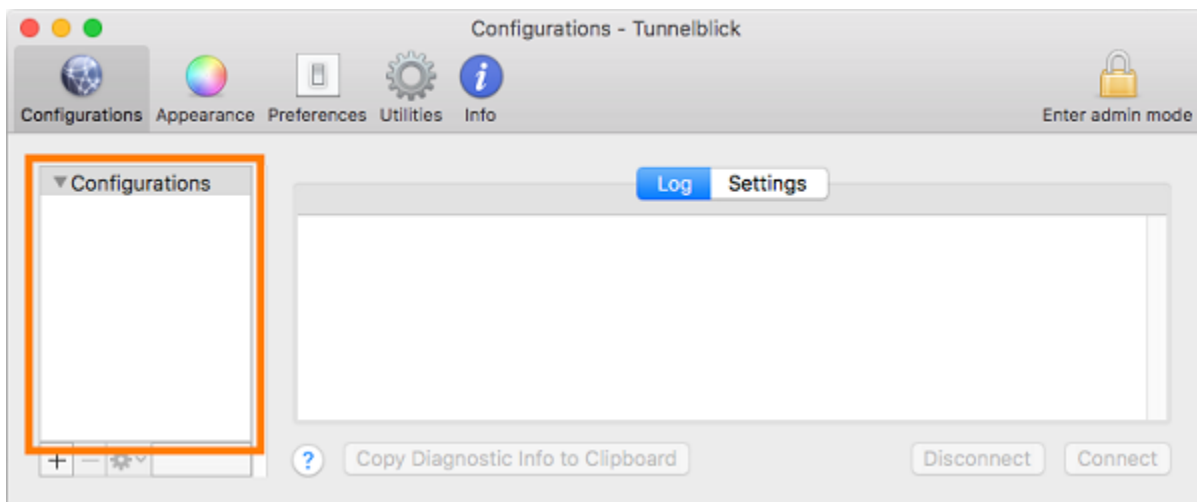 Configurations - Tunnelblick
Configurations Appearance Preferences Utilities Info Enter admin mode
Configurations
Log Settings
+ − ? Copy Diagnostic Info to Clipboard Disconnect Connect